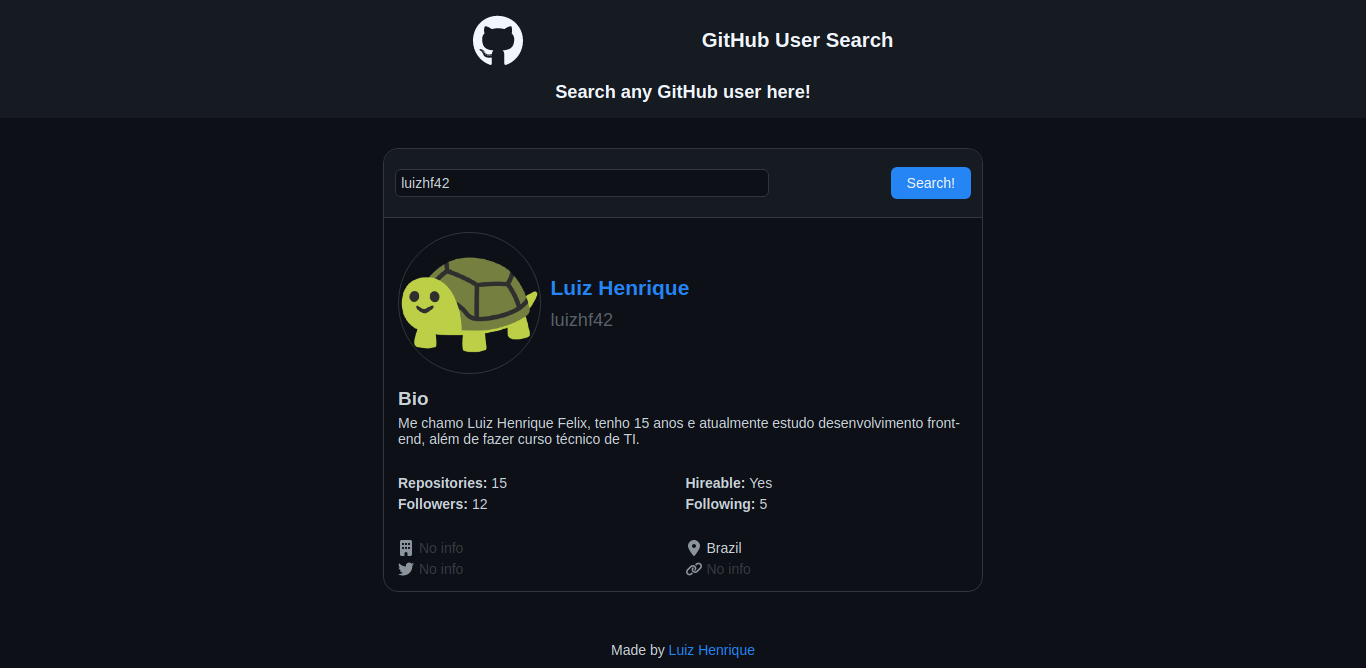 GitHub User Search
Search any GitHub user here!
luizhf42
Search!
Luiz Henrique
luizhf42
Bio
Me chamo Luiz Henrique Felix, tenho 15 anos e atualmente estudo desenvolvimento front-
end, além de fazer curso técnico de TI.
Repositories: 15
Hireable: Yes
Followers: 12
Following: 5
No info
Brazil
No info
No info
Made by Luiz Henrique